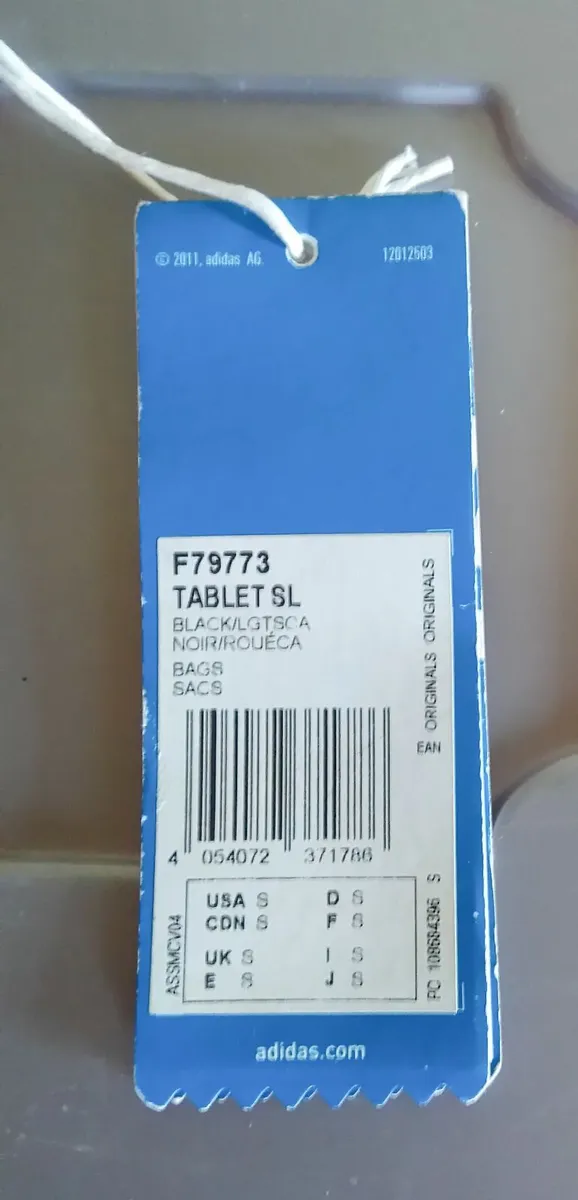 © 2011, adidas AG.
12012603
F79773
TABLET SL
BLACK/LGTSCA
NOIR/ROUÉCA
BAGS
SACS
ORIGINALS ORIGINALS
EAN
4 054072 371786
USA S D S
CDN S F S
UK S I S
E S J S
ASSMCV04
PC 108684396 S
adidas.com